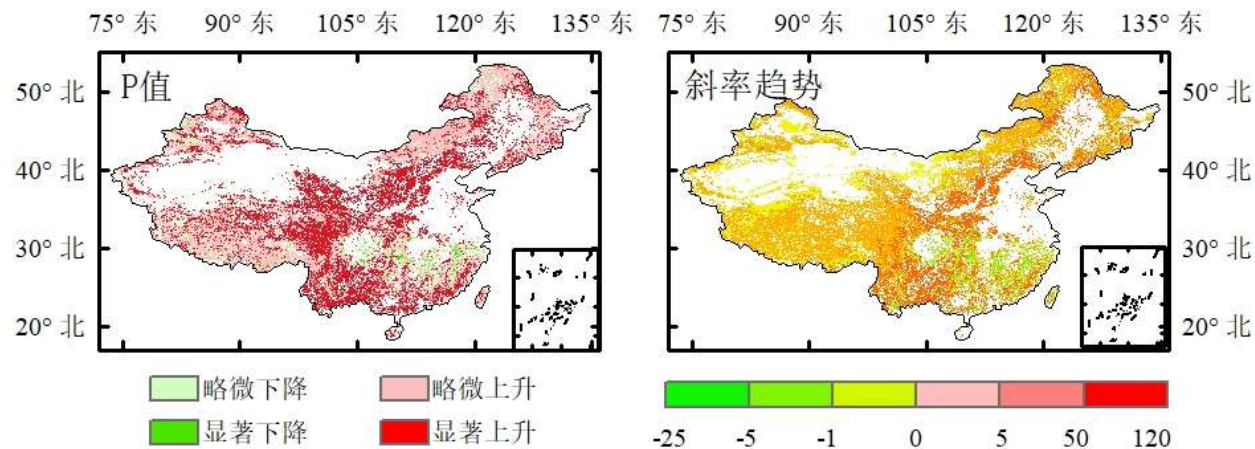 75° 东 90° 东 105° 东 120° 东 135° 东 75° 东 90° 东 105° 东 120° 东 135° 东
P值 斜率趋势
50° 北 50° 北
40° 北 40° 北
30° 北 30° 北
20° 北 20° 北
略微下降 略微上升
显著下降 显著上升
-25 -5 -1 0 5 50 120